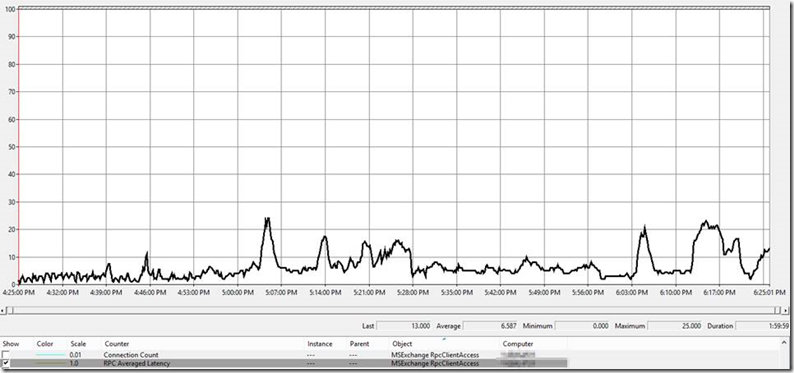 100
90
80
70
60
50
40
30
20
10
0
4:25:00 PM 4:32:00 PM 4:39:00 PM 4:46:00 PM 4:53:00 PM 5:00:00 PM 5:07:00 PM 5:14:00 PM 5:21:00 PM 5:28:00 PM 5:35:00 PM 5:42:00 PM 5:49:00 PM 5:56:00 PM 6:03:00 PM 6:10:00 PM 6:17:00 PM 6:25:01 PM
Last 13.000 Average 6.587 Minimum 0.000 Maximum 25.000 Duration 1:59:59
Show Color Scale Counter Instance Parent Object Computer
0.01 Connection Count --- --- MSExchange RpcClientAccess
1.0 RPC Averaged Latency --- --- MSExchange RpcClientAccess